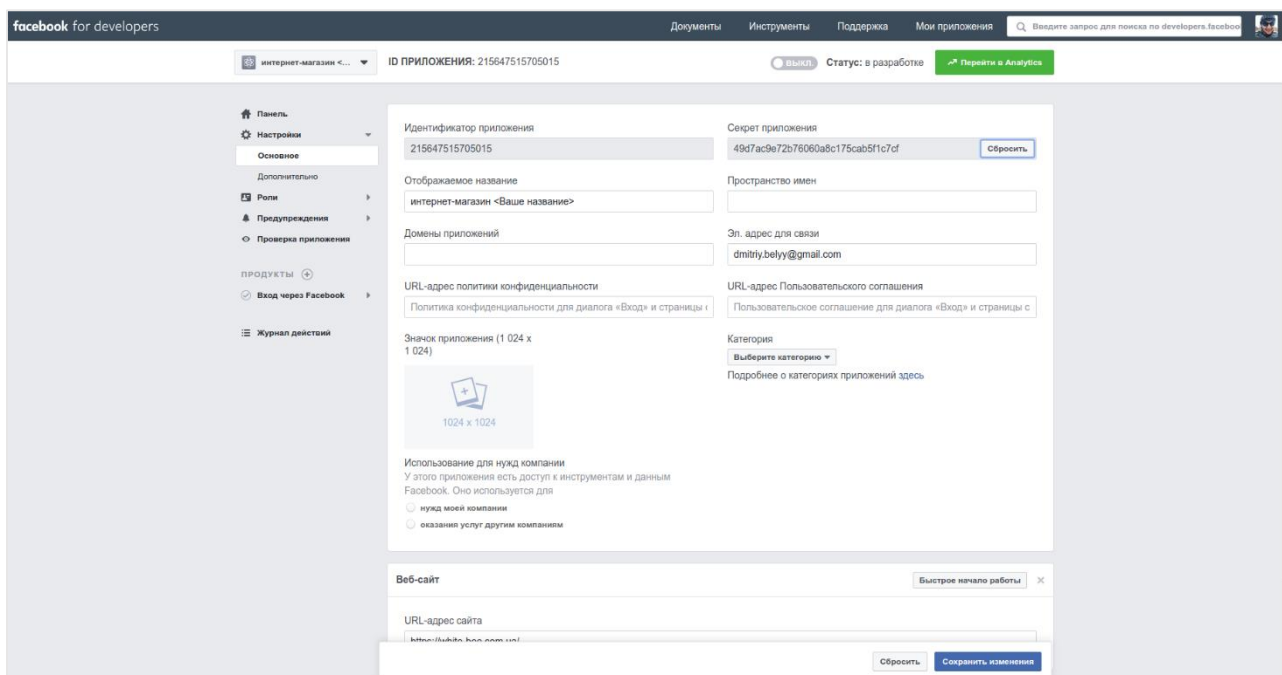 facebook for developers
Документы Инструменты Поддержка Мои приложения Введите запрос для поиска по developers.faceboo
интернет-магазин <... ID ПРИЛОЖЕНИЯ: 215647515705015 ВЫКЛ. Статус: в разработке Перейти в Analytics
Панель
Настройки
Основное
Дополнительно
Роли
Предупреждения
Проверка приложения
ПРОДУКТЫ
Вход через Facebook
Журнал действий
Идентификатор приложения Секрет приложения
215647515705015 49d7ac9e72b76060a8c175cab5f1c7cf Сбросить
Отображаемое название Пространство имен
интернет-магазин <Ваше название>
Домены приложений Эл. адрес для связи
dmitriy.belyy@gmail.com
URL-адрес политики конфиденциальности URL-адрес Пользовательского соглашения
Политика конфиденциальности для диалога «Вход» и страницы Пользовательское соглашение для диалога «Вход» и страницы с
Значок приложения (1 024 x Категория
1 024) Выберите категорию
Подробнее о категориях приложений здесь
1024 x 1024
Использование для нужд компании
У этого приложения есть доступ к инструментам и данным
Facebook. Оно используется для
нужд моей компании
оказания услуг другим компаниям
Веб-сайт Быстрое начало работы
URL-адрес сайта
Сбросить Сохранить изменения